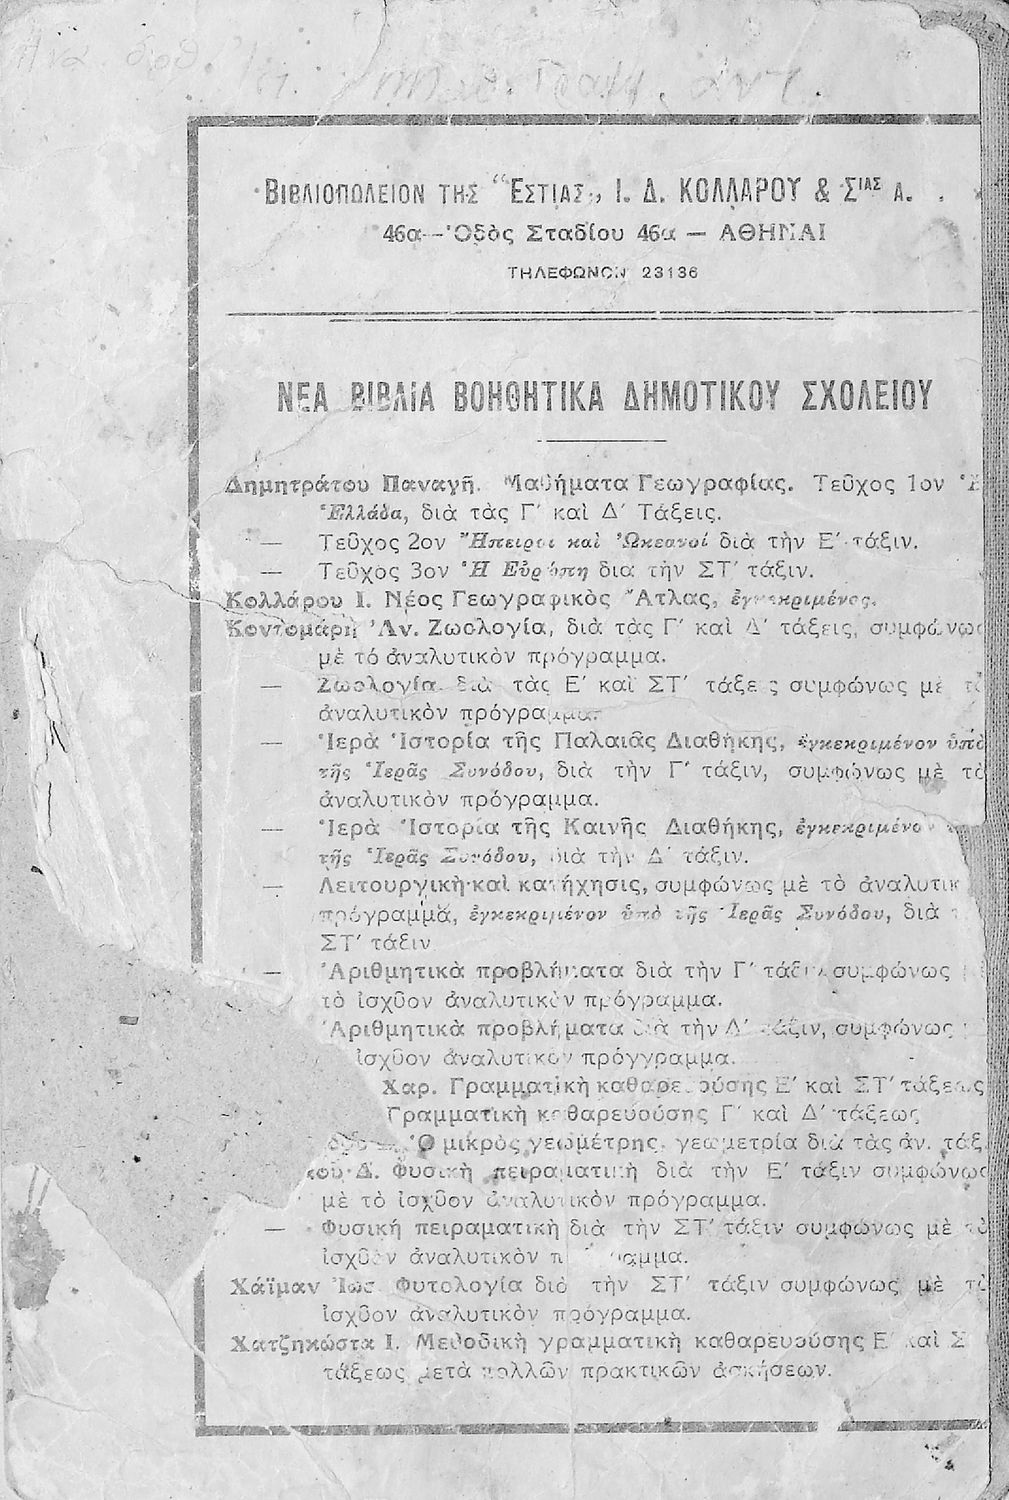 ΒΙΒΛΙΟΠΩΛΕΙΟΝ ΤΗΣ "ΕΣΤΙΑΣ,, Ι. Δ. ΚΟΛΛΑΡΟΥ & ΣΙΑΣ Α.
46α—Ὁδὸς Σταδίου 46α — ΑΘΗΝΑΙ
ΤΗΛΕΦΩΝΟΝ 23136
ΝΕΑ ΒΙΒΛΙΑ ΒΟΗΘΗΤΙΚΑ ΔΗΜΟΤΙΚΟΥ ΣΧΟΛΕΙΟΥ
Δημητράτου Παναγῆ. Μαθήματα Γεωγραφίας. Τεῦχος 1ον
Ἑλλάδα, διὰ τὰς Γ΄ καὶ Δ΄ Τάξεις.
— Τεῦχος 2ον Ἤπειροι καὶ Ὠκεανοί διὰ τὴν Ε΄ τάξιν.
— Τεῦχος 3ον Ἡ Εὐρώπη διὰ τὴν ΣΤ΄ τάξιν.
Κολλάρου Ι. Νέος Γεωγραφικὸς Ἄτλας, ἐγκεκριμένος.
Κοντομάρη Ἀν. Ζωολογία, διὰ τὰς Γ΄ καὶ Δ΄ τάξεις, συμφώνως
μὲ τό ἀναλυτικὸν πρόγραμμα.
— Ζωολογία διὰ τὰς Ε΄ καὶ ΣΤ΄ τάξεις συμφώνως μὲ τὸ
ἀναλυτικὸν πρόγραμμα.
— Ἱερὰ Ἱστορία τῆς Παλαιᾶς Διαθήκης, ἐγκεκριμένον ὑπὸ
τῆς Ἱερᾶς Συνόδου, διὰ τὴν Γ΄ τάξιν, συμφώνως μὲ τὸ
ἀναλυτικὸν πρόγραμμα.
— Ἱερὰ Ἱστορία τῆς Καινῆς Διαθήκης, ἐγκεκριμένον
τῆς Ἱερᾶς Συνόδου, διὰ τὴν Δ΄ τάξιν.
— Λειτουργικὴ καὶ κατήχησις, συμφώνως μὲ τὸ ἀναλυτικ
πρόγραμμα, ἐγκεκριμένον ὑπὸ τῆς Ἱερᾶς Συνόδου, διὰ
ΣΤ΄ τάξιν
— Ἀριθμητικὰ προβλήματα διὰ τὴν Γ΄ τάξιν συμφώνως
τὸ ἰσχῦον ἀναλυτικὸν πρόγραμμα.
Ἀριθμητικὰ προβλήματα διὰ τὴν Δ΄ τάξιν, συμφώνως
ἰσχῦον ἀναλυτικὸν πρόγγραμμα.
Χαρ. Γραμματικὴ καθαρευούσης Ε΄ καὶ ΣΤ΄ τάξεως
Γραμματικὴ καθαρευούσης Γ΄ καὶ Δ΄ τάξεως
Ὁ μικρὸς γεωμέτρης, γεωμετρία διὰ τὰς ἀν. τάξ.
κοῦ Δ. Φυσικὴ πειραματικὴ διὰ τὴν Ε΄ τάξιν συμφώνως
μὲ τὸ ἰσχῦον ἀναλυτικὸν πρόγραμμα.
— Φυσική πειραματικὴ διὰ τὴν ΣΤ΄ τάξιν συμφώνως μὲ τὸ
ἰσχῦον ἀναλυτικὸν πρόγραμμα.
Χάϊμαν Ἰωσ. Φυτολογία διὰ τὴν ΣΤ΄ τάξιν συμφώνως μὲ τὸ
ἰσχῦον ἀναλυτικὸν πρόγραμμα.
Χατζηκώστα Ι. Μεθοδικὴ γραμματικὴ καθαρευούσης Ε΄ καὶ Σ
τάξεως μετὰ πολλῶν πρακτικῶν ἀσκήσεων.